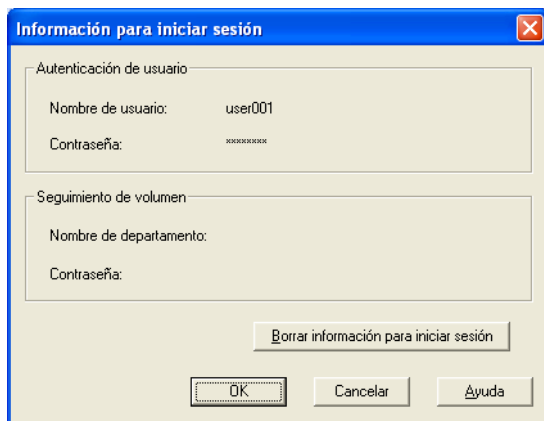 Información para iniciar sesión
Autenticación de usuario
Nombre de usuario: user001
Contraseña: ********
Seguimiento de volumen
Nombre de departamento:
Contraseña:
Borrar información para iniciar sesión
OK Cancelar Ayuda